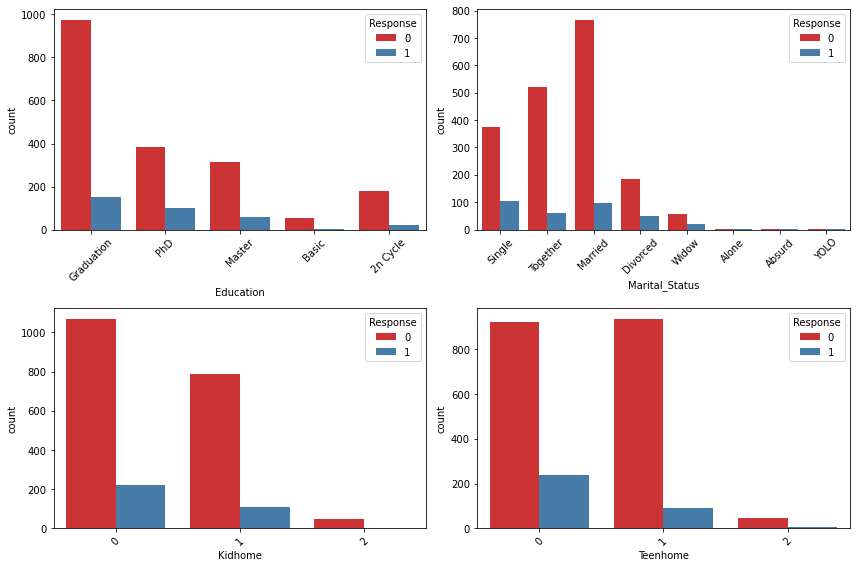 1000
800
600
400
200
0
count
Response
0
1
Graduation
PhD
Master
Basic
2n Cycle
Education
800
700
600
500
400
300
200
100
0
count
Response
0
1
Single
Together
Married
Divorced
Widow
Alone
Absurd
YOLO
Marital_Status
1000
800
600
400
200
0
count
Response
0
1
0
1
2
Kidhome
800
600
400
200
0
count
Response
0
1
0
1
2
Teenhome